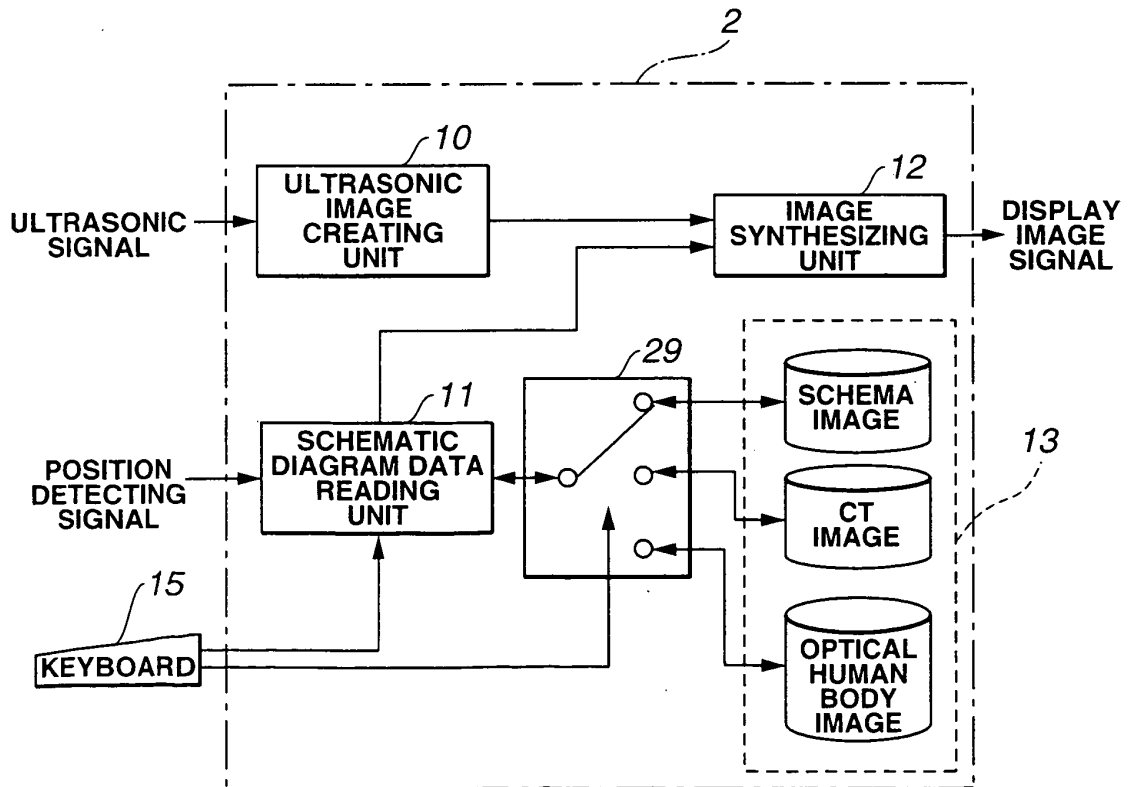 2
10
ULTRASONIC
IMAGE
CREATING
UNIT
12
IMAGE
SYNTHESIZING
UNIT
ULTRASONIC
SIGNAL
DISPLAY
IMAGE
SIGNAL
29
11
SCHEMATIC
DIAGRAM DATA
READING
UNIT
SCHEMA
IMAGE
13
POSITION
DETECTING
SIGNAL
CT
IMAGE
15
KEYBOARD
OPTICAL
HUMAN
BODY
IMAGE